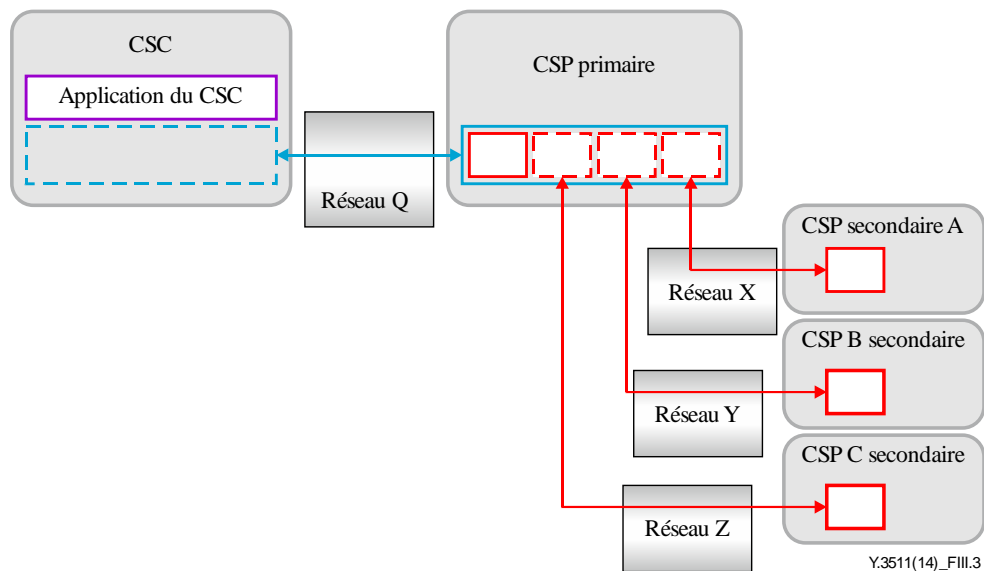 CSC
CSP primaire
Application du CSC
Réseau Q
CSP secondaire A
Réseau X
CSP B secondaire
Réseau Y
CSP C secondaire
Réseau Z
Y.3511(14)_FIII.3